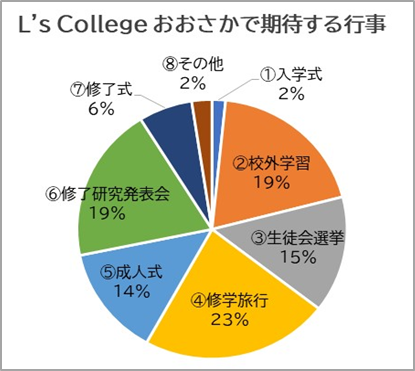 L's College おおさかで期待する行事
①入学式
2%
②校外学習
19%
③生徒会選挙
15%
④修学旅行
23%
⑤成人式
14%
⑥修了研究発表会
19%
⑦修了式
6%
⑧その他
2%